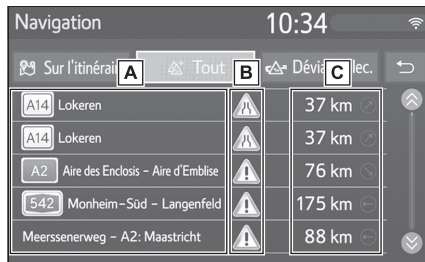 Navigation 10:34
Sur l'itinérair A Tout B Dévia C lec.
A14 Lokeren 37 km
A14 Lokeren 37 km
A2 Aire des Enclosis - Aire d'Emblise 76 km
542 Monheim-Süd - Langenfeld 175 km
Meerssenerweg - A2: Maastricht 88 km